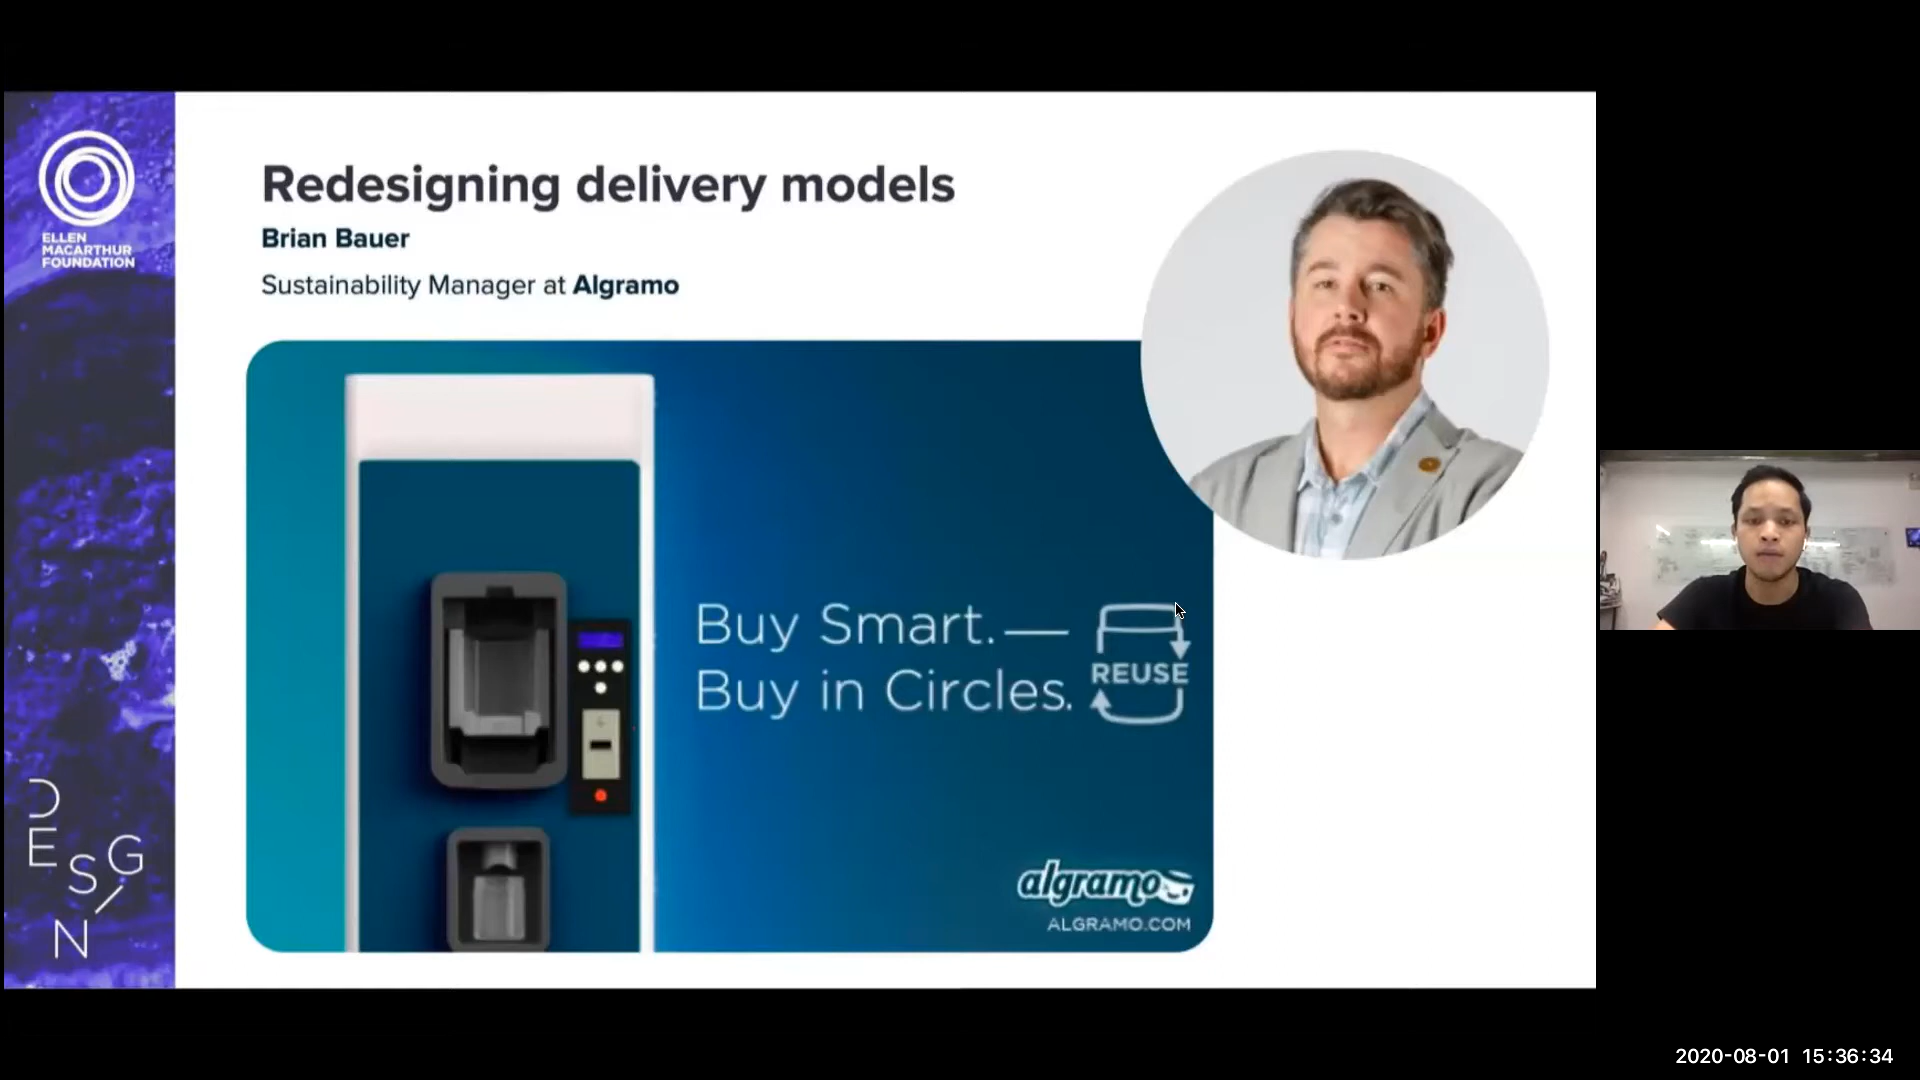 ELLEN
MACARTHUR
FOUNDATION
DESIGN
Redesigning delivery models
Brian Bauer
Sustainability Manager at Algramo
Buy Smart.—
Buy in Circles.
REUSE
algramo
ALGRAMO.COM
2020-08-01 15:36:34